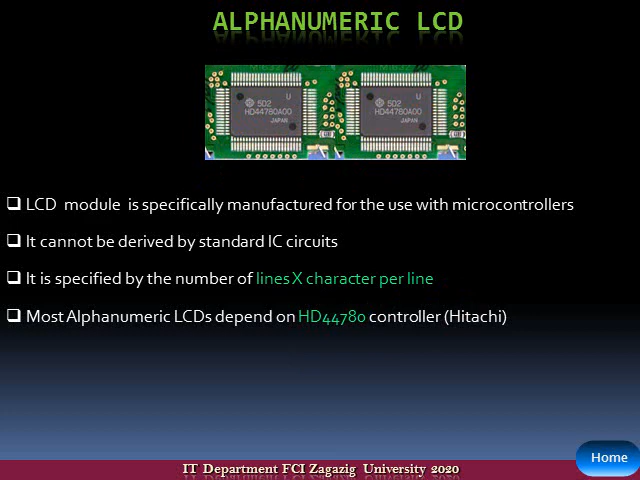 ALPHANUMERIC LCD
U
5D2
HD44780A00
JAPAN
U
5D2
HD44780A00
JAPAN
❑ LCD module is specifically manufactured for the use with microcontrollers
❑ It cannot be derived by standard IC circuits
❑ It is specified by the number of lines X character per line
❑ Most Alphanumeric LCDs depend on HD44780 controller (Hitachi)
Home
IT Department FCI Zagazig University 2020